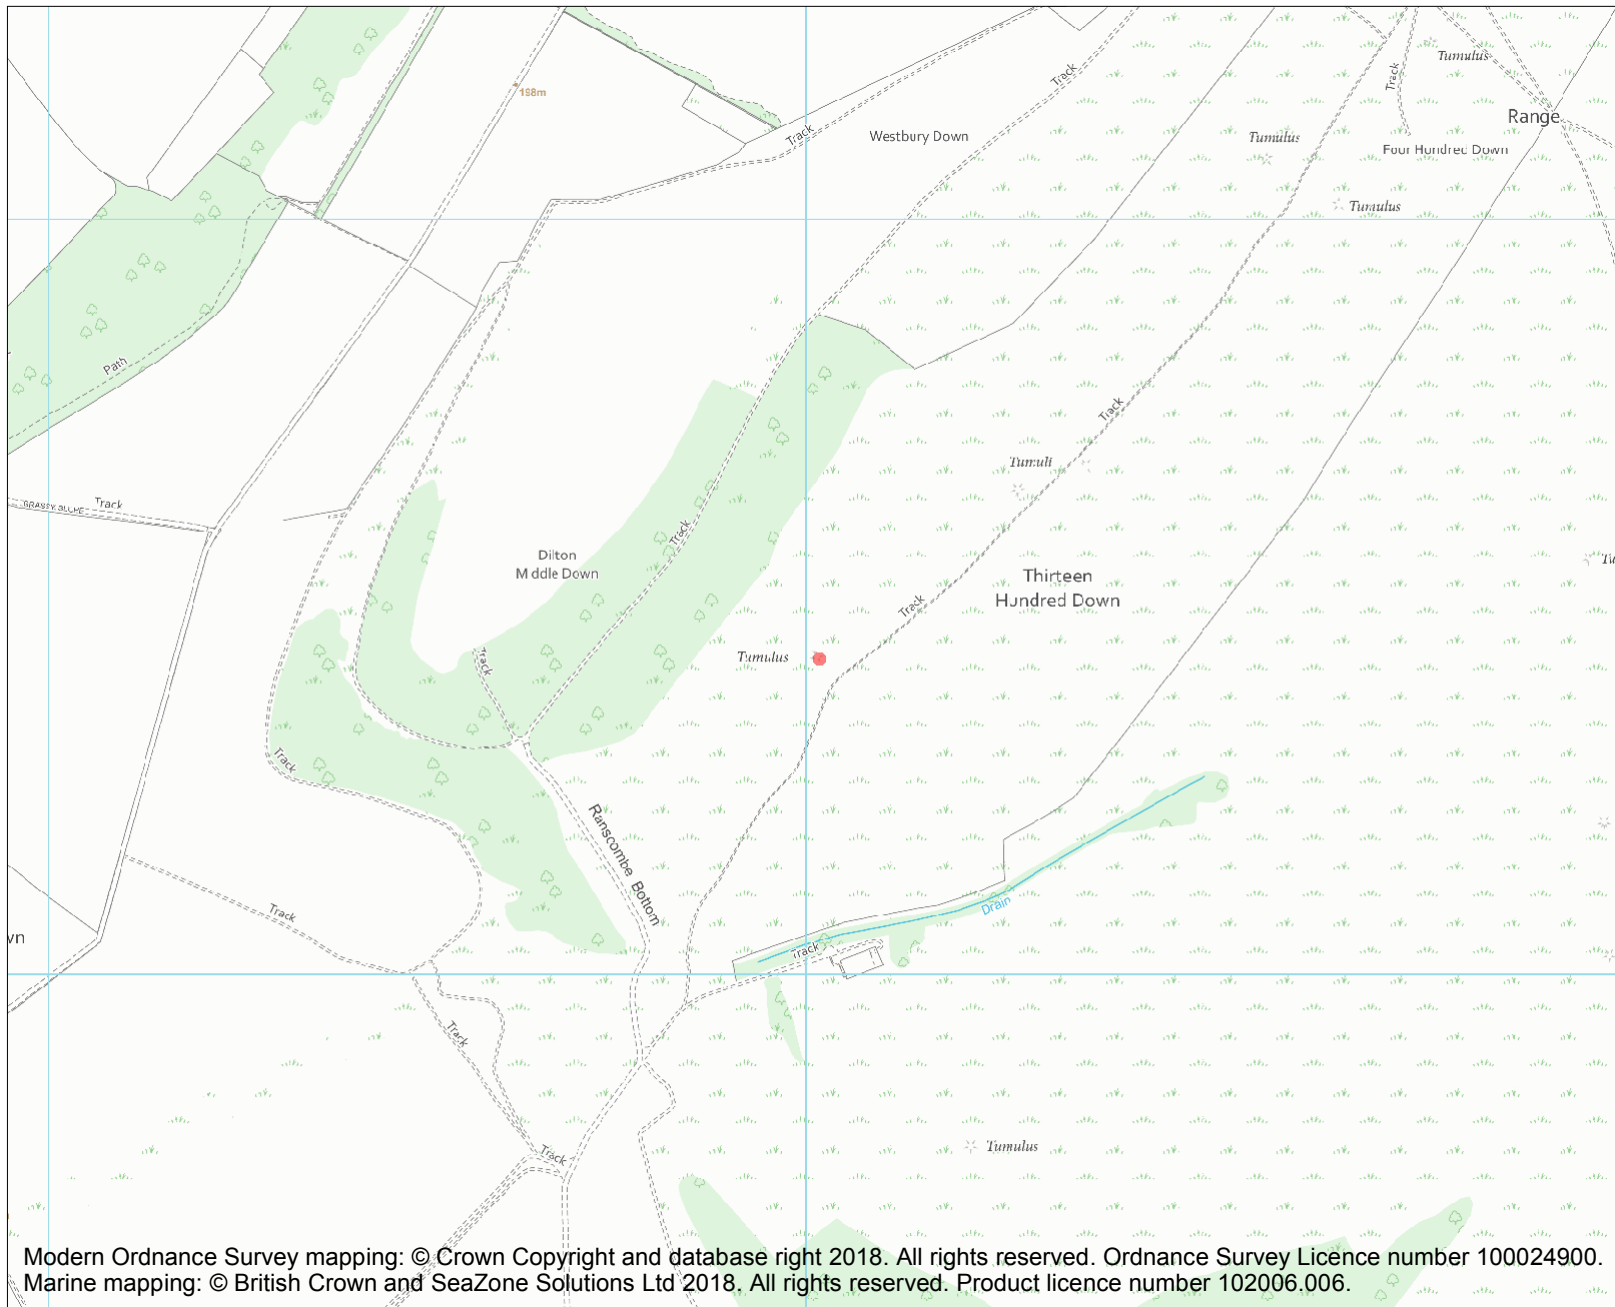 Track
Tumulus
198m
Track
Range
Track
Westbury Down
Tumulus
Four Hundred Down
Tumulus
Path
Track
Tumuli
Track
Track
Dilton
Middle Down
Thirteen
Hundred Down
Track
Tumulus
Track
Track
Ranscombe Bottom
Drain
Track
vn
Track
Track
Track
Tumulus
Modern Ordnance Survey mapping: © Crown Copyright and database right 2018. All rights reserved. Ordnance Survey Licence number 100024900.
Marine mapping: © British Crown and SeaZone Solutions Ltd 2018. All rights reserved. Product licence number 102006.006.